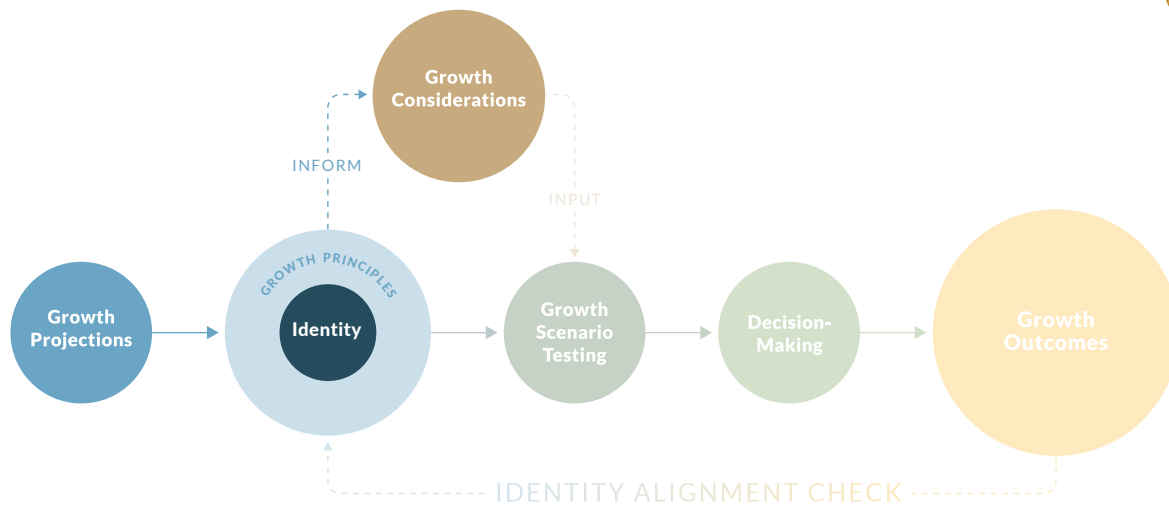 Growth
Considerations
INFORM
INPUT
GROWTH PRINCIPLES
Growth
Projections
Identity
Growth
Scenario
Testing
Decision-
Making
Growth
Outcomes
IDENTITY ALIGNMENT CHECK